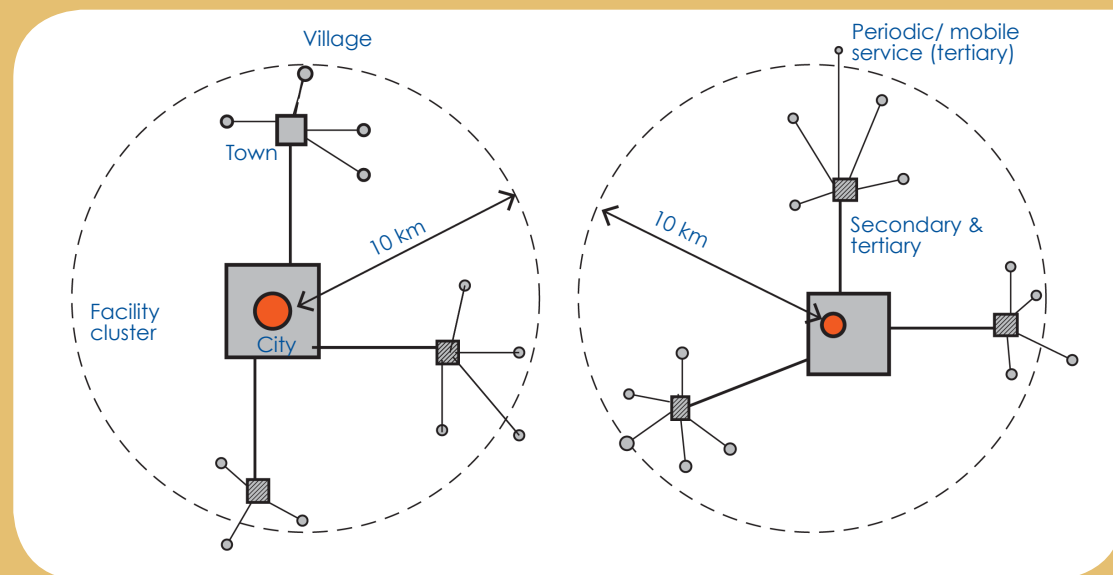 Village
Town
10 km
Facility
cluster
City
Periodic/ mobile
service (tertiary)
10 km
Secondary &
tertiary